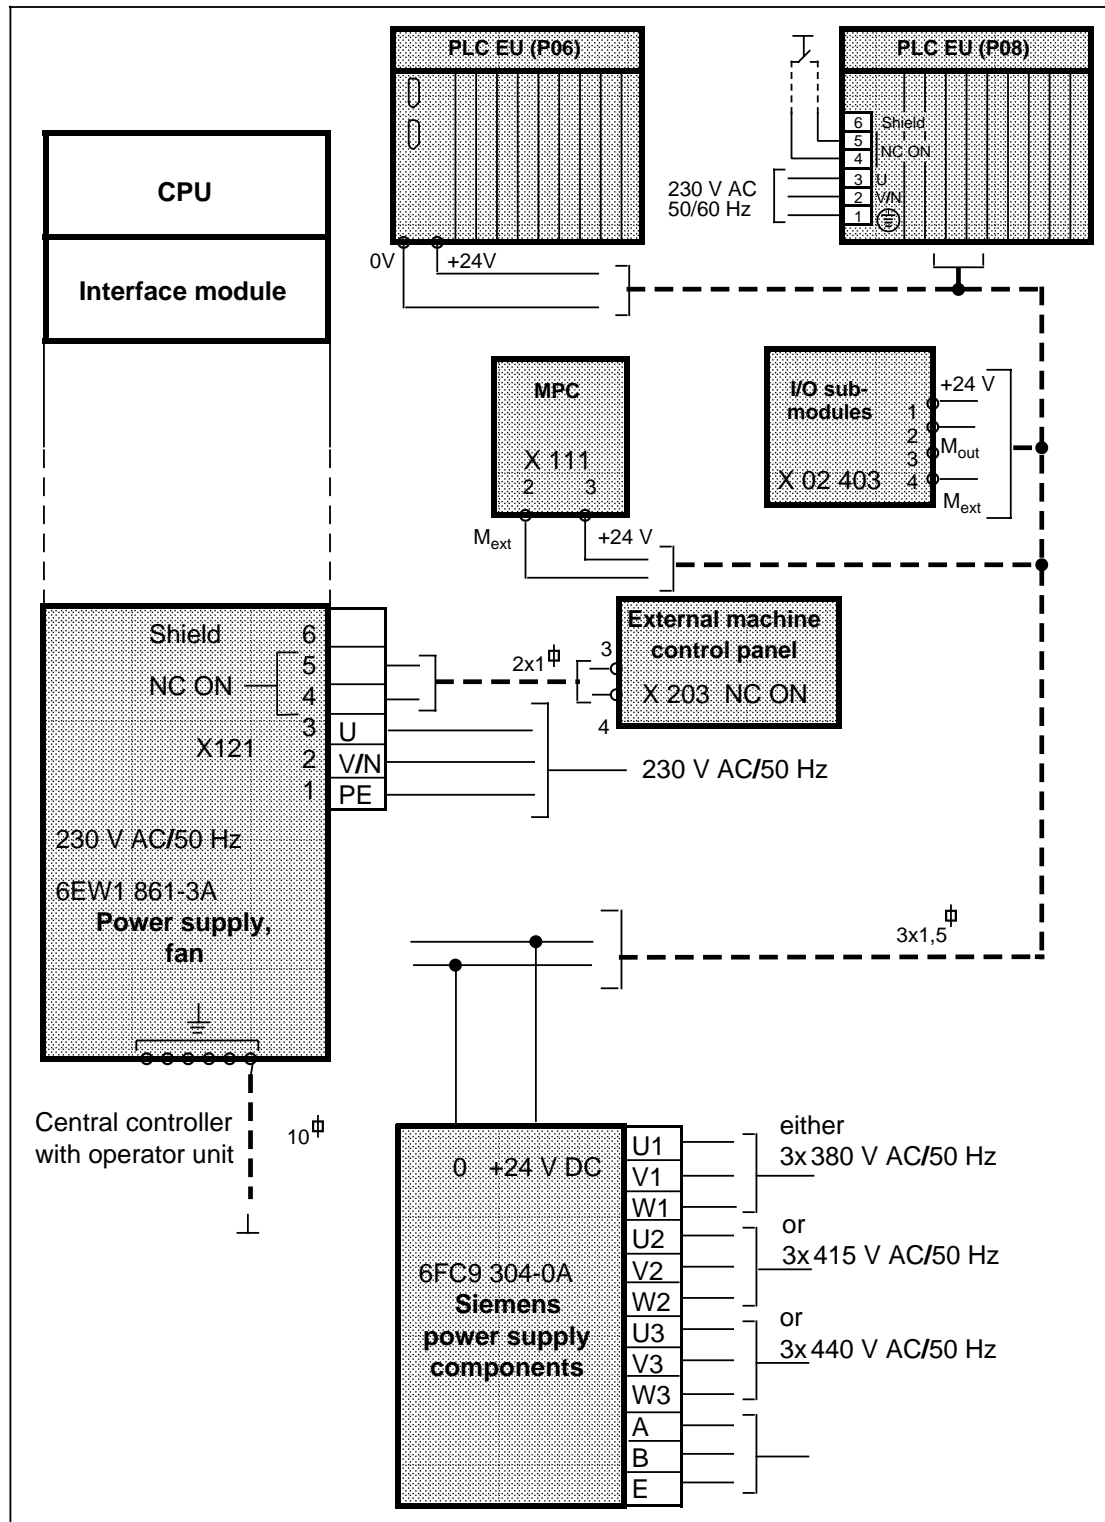 PLC EU (P06)
PLC EU (P08)
6 Shield
5
4 NC ON
3 U
2 V/N
1
230 V AC
50/60 Hz
CPU
Interface module
0V +24V
MPC
X 111
2 3
Mext +24 V
I/O sub-
modules
X 02 403
1
2
3
4
+24 V
Mout
Mext
External machine
control panel
X 203 NC ON
3
4
2x1
Shield 6
5
NC ON
4
X121
3 U
2 V/N
1 PE
230 V AC/50 Hz
230 V AC/50 Hz
6EW1 861-3A
Power supply,
fan
3x1,5
Central controller
with operator unit
10
0 +24 V DC
6FC9 304-0A
Siemens
power supply
components
U1
V1
W1
U2
V2
W2
U3
V3
W3
A
B
E
either
3x 380 V AC/50 Hz
or
3x 415 V AC/50 Hz
or
3x 440 V AC/50 Hz